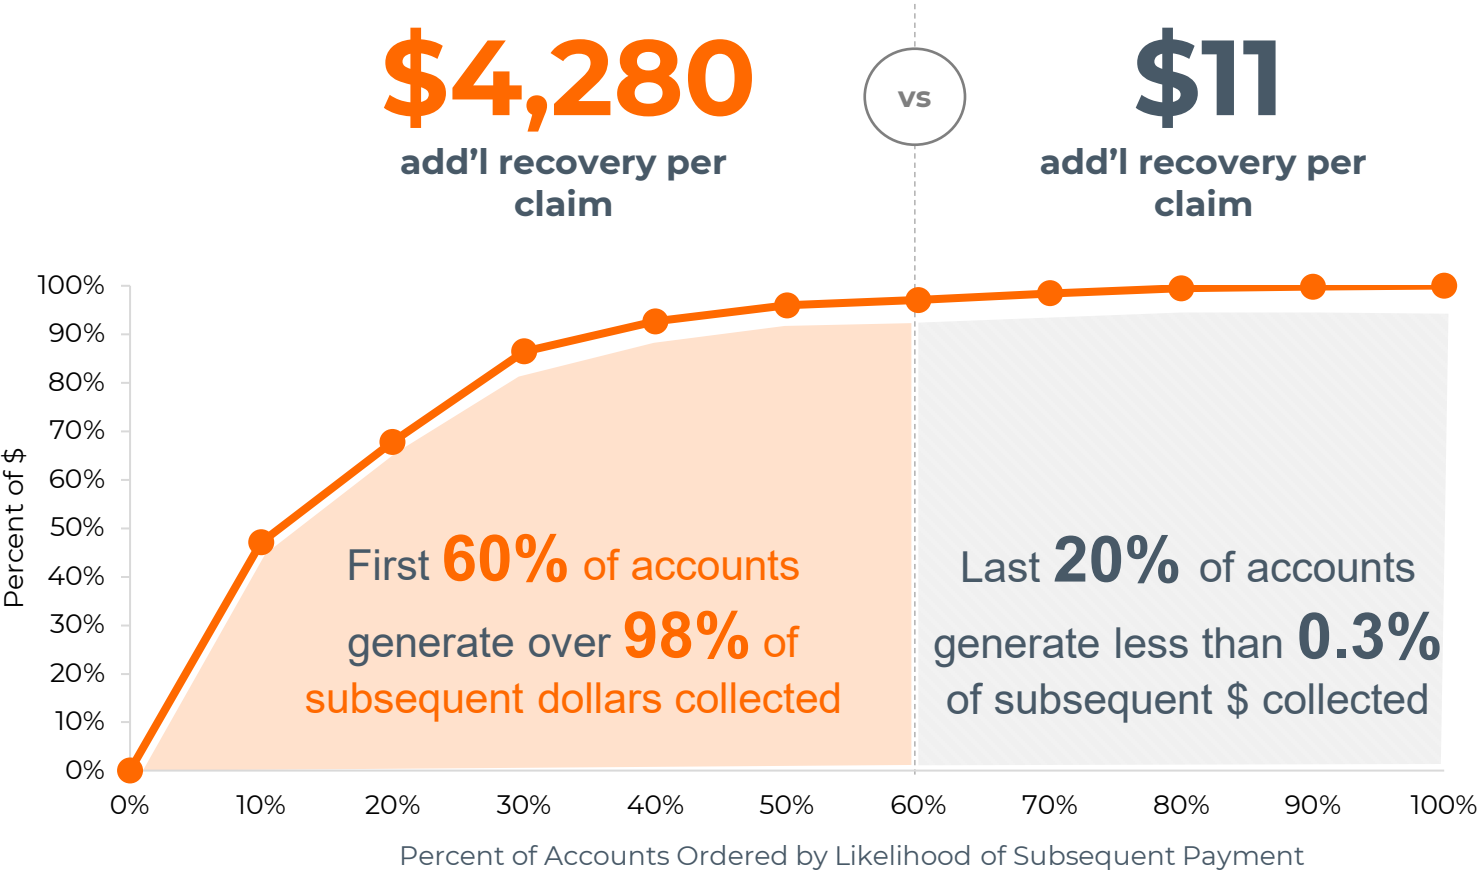 $4,280
add’l recovery per
claim
vs
$11
add’l recovery per
claim
Percent of $
100%
90%
80%
70%
60%
50%
40%
30%
20%
10%
0%
First 60% of accounts
generate over 98% of
subsequent dollars collected
Last 20% of accounts
generate less than 0.3%
of subsequent $ collected
0% 10% 20% 30% 40% 50% 60% 70% 80% 90% 100%
Percent of Accounts Ordered by Likelihood of Subsequent Payment